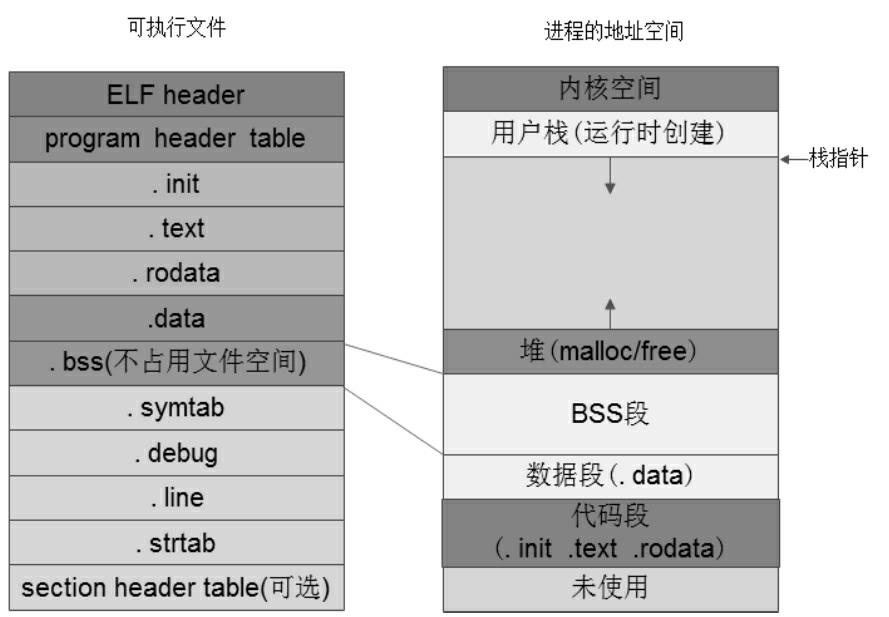 可执行文件
ELF header
program header table
. init
. text
. rodata
.data
. bss(不占用文件空间)
. symtab
. debug
. line
. strtab
section header table(可选)
进程的地址空间
内核空间
用户栈(运行时创建)
栈指针
堆(malloc/free)
BSS段
数据段(. data)
代码段
(. init .text .rodata)
未使用